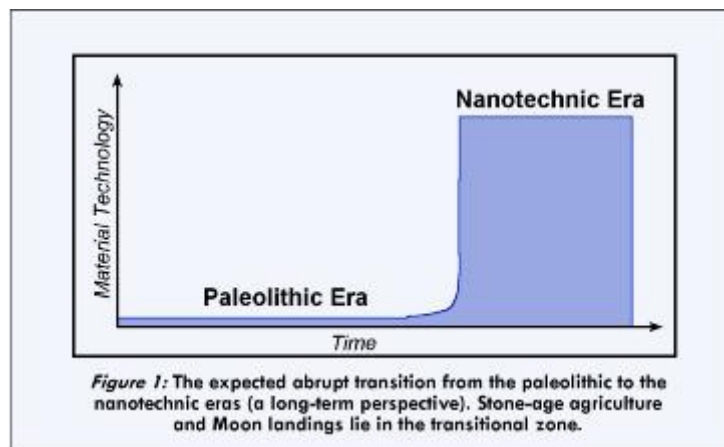 Nanotechnic Era
Material Technology
Paleolithic Era
Time
Figure 1: The expected abrupt transition from the paleolithic to the
nanotechnic eras (a long-term perspective). Stone-age agriculture
and Moon landings lie in the transitional zone.